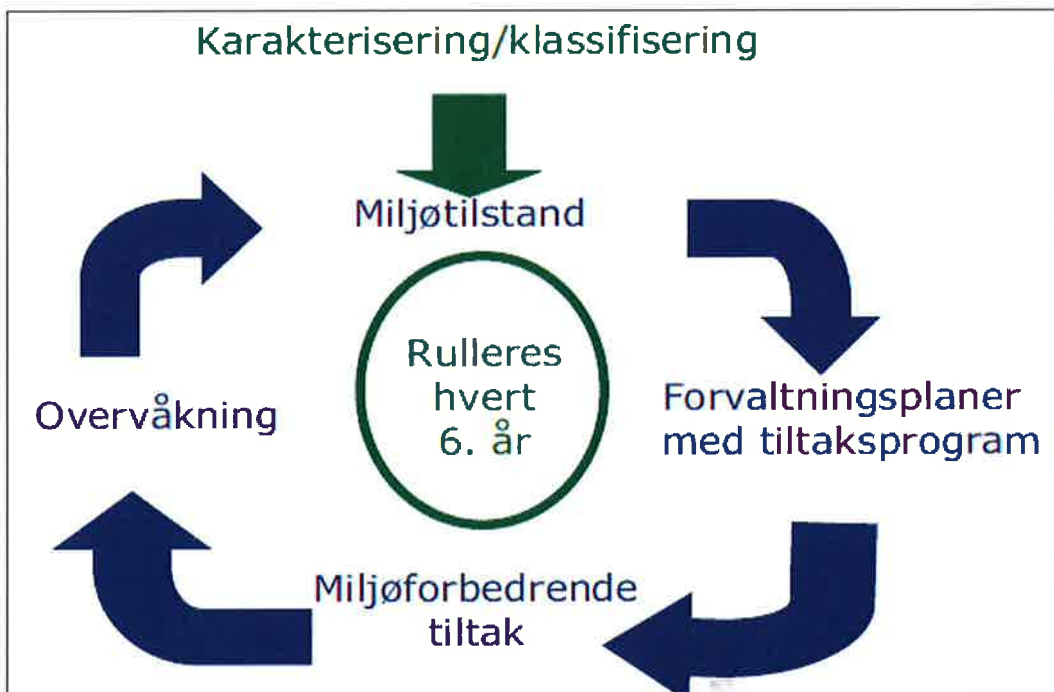 Karakterisering/klassifisering
Miljøtilstand
Rulleres
hvert
6. år
Forvaltningsplaner
med tiltaksprogram
Miljøforbedrende
tiltak
Overvåkning